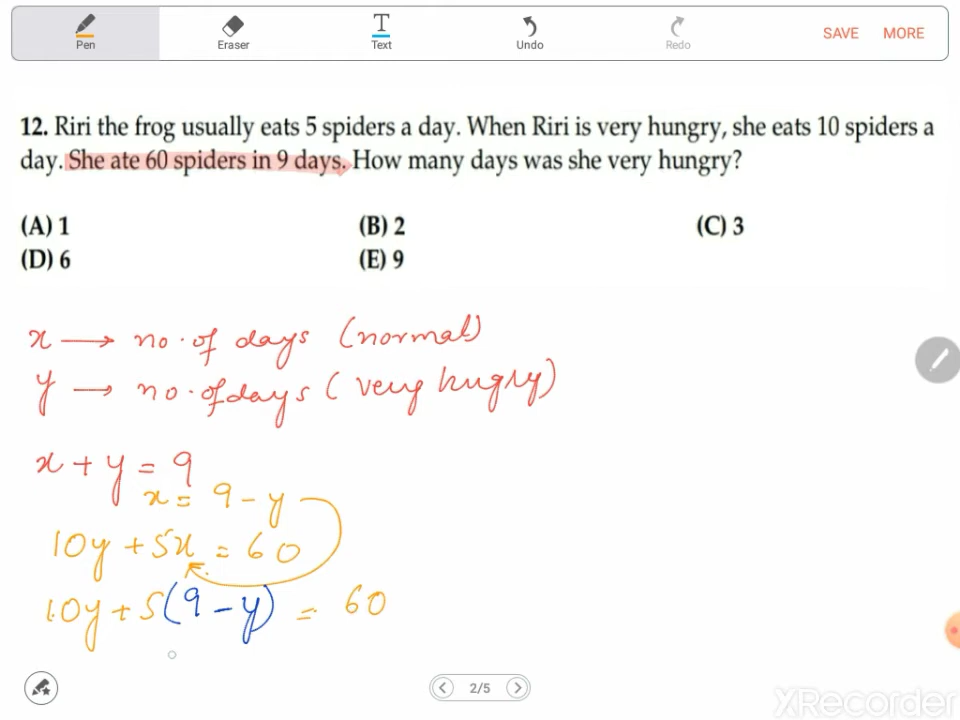 Pen Eraser Text Undo Redo SAVE MORE
12. Riri the frog usually eats 5 spiders a day. When Riri is very hungry, she eats 10 spiders a
day. She ate 60 spiders in 9 days. How many days was she very hungry?
(A) 1 (B) 2 (C) 3
(D) 6 (E) 9
x → no. of days (normal)
y → no. of days (very hugry)
x + y = 9
x = 9 - y
10y + 5x = 60
10y + 5(9 - y) = 60
2/5
XRecorder